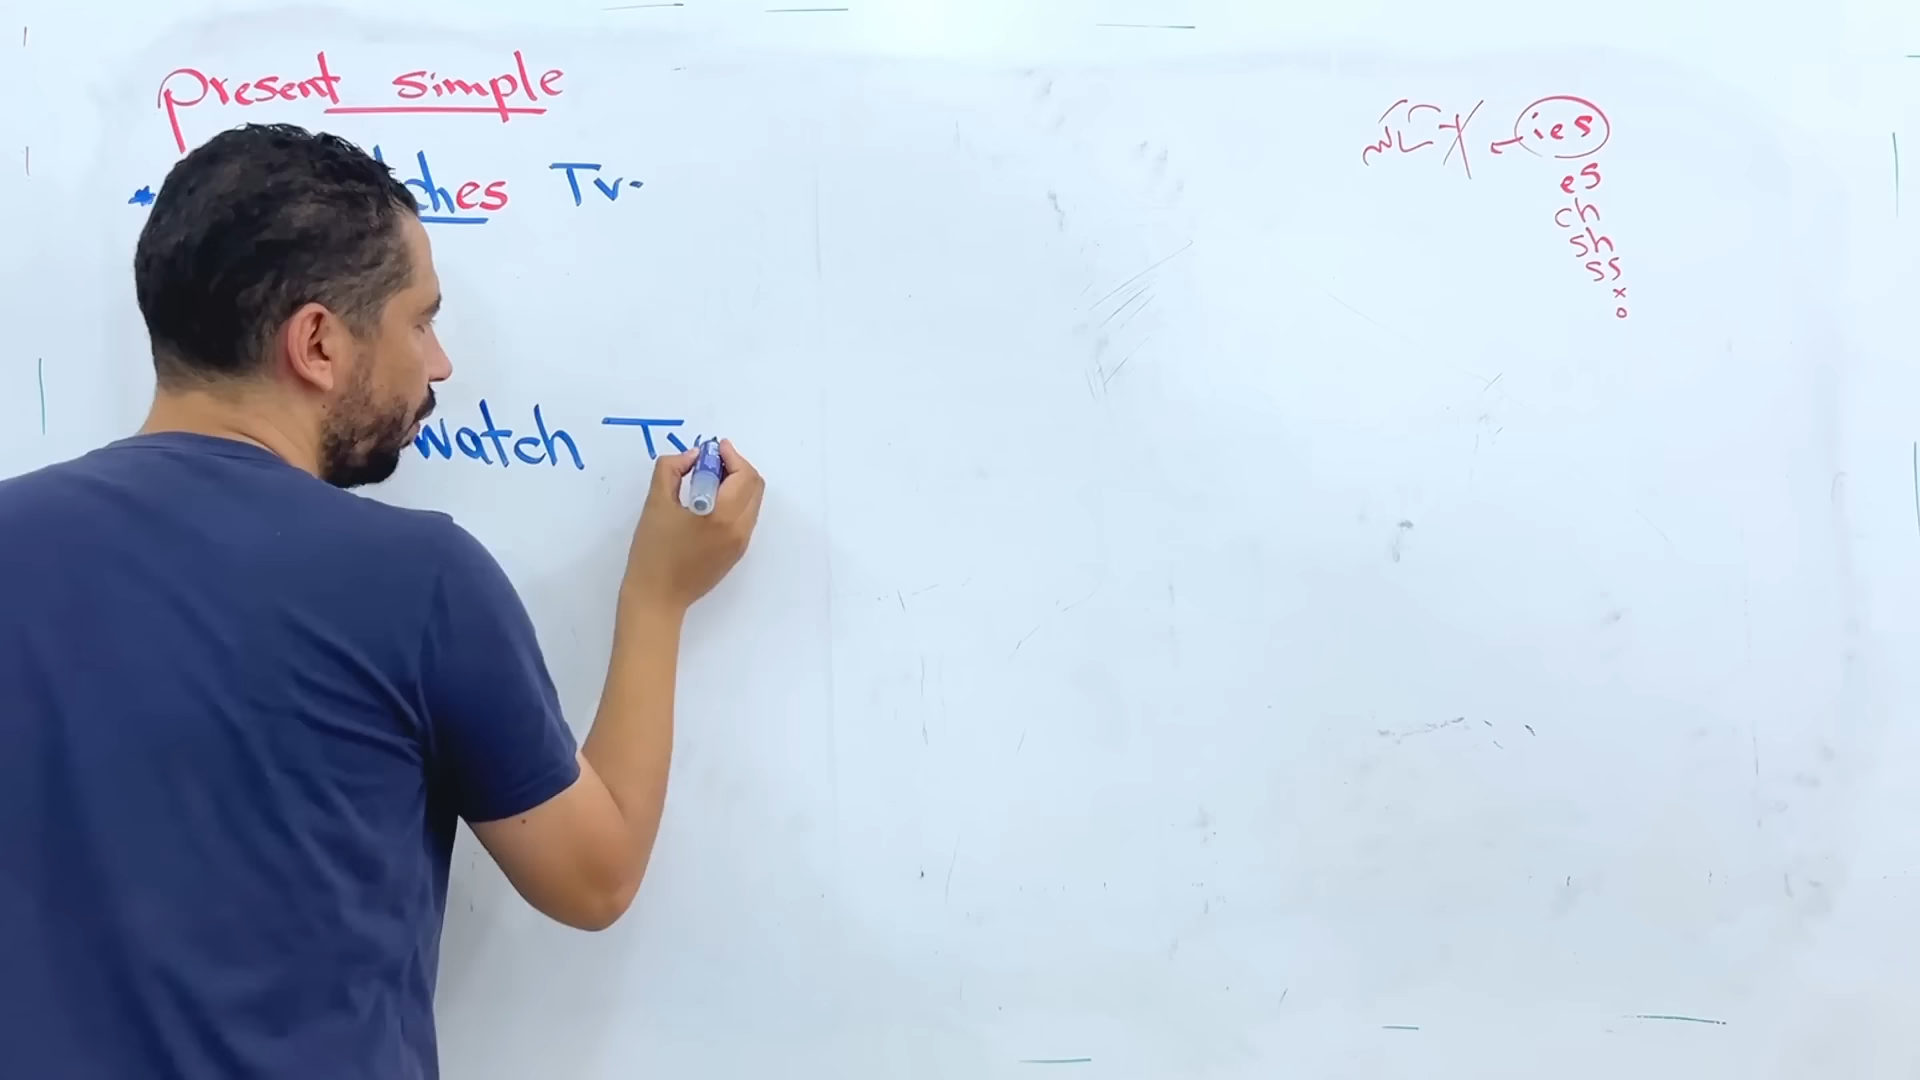 present simple
ches Tv.
watch Tv
ies
es
ch
sh
ss
x
o